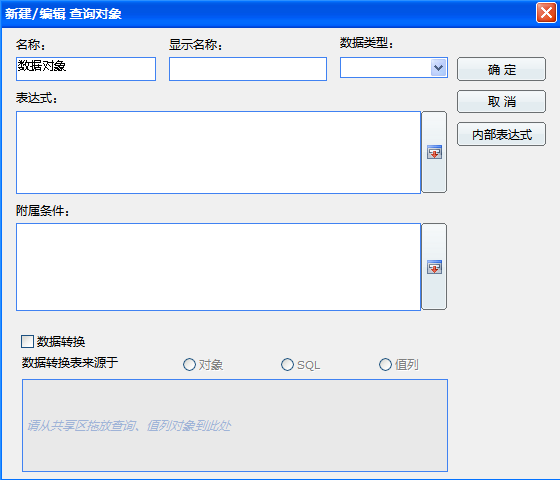 新建/编辑 查询对象
名称： 显示名称： 数据类型：
数据对象
确 定
表达式：
取 消
内部表达式
附属条件：
数据转换
数据转换表来源于 对象 SQL 值列
请从共享区拖放查询、值列对象到此处